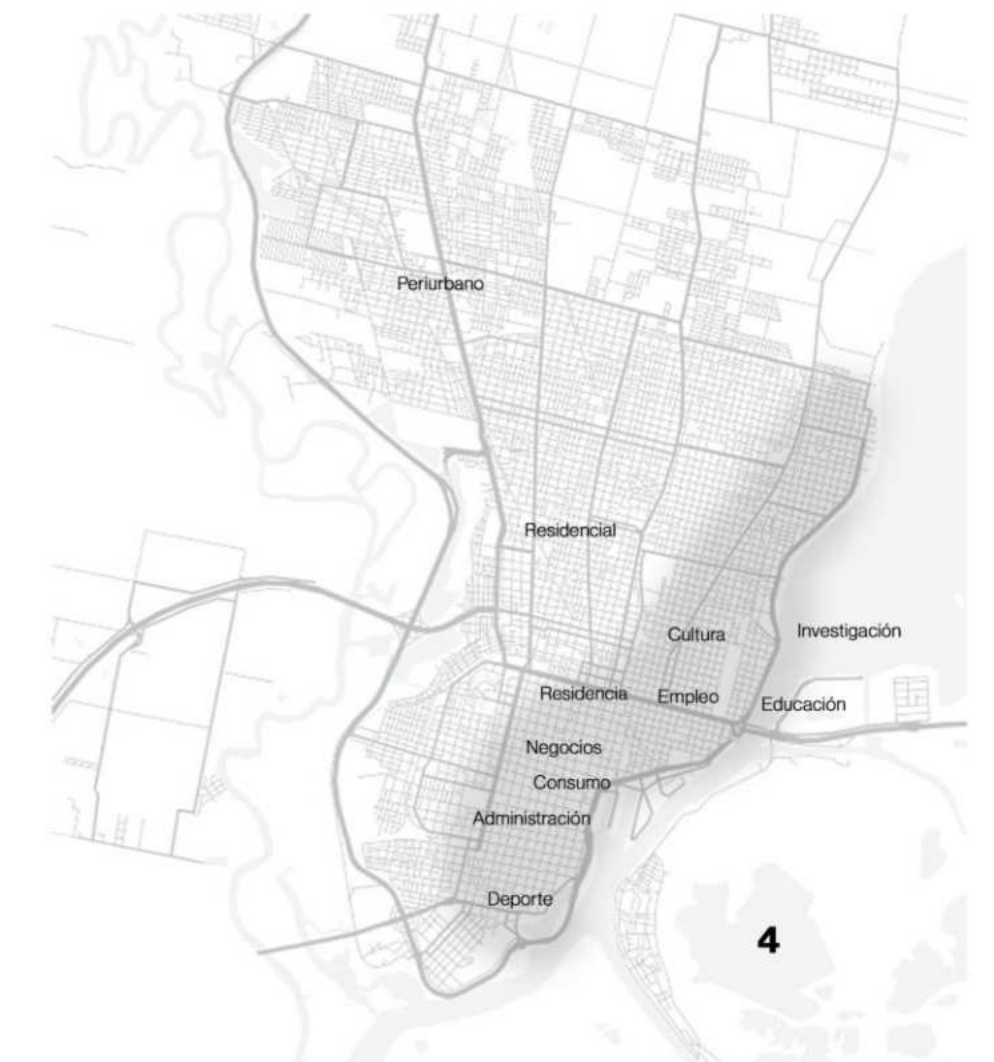 Periurbano
Residencial
Cultura
Investigación
Residencia
Empleo
Educación
Negocios
Consumo
Administración
Deporte
4